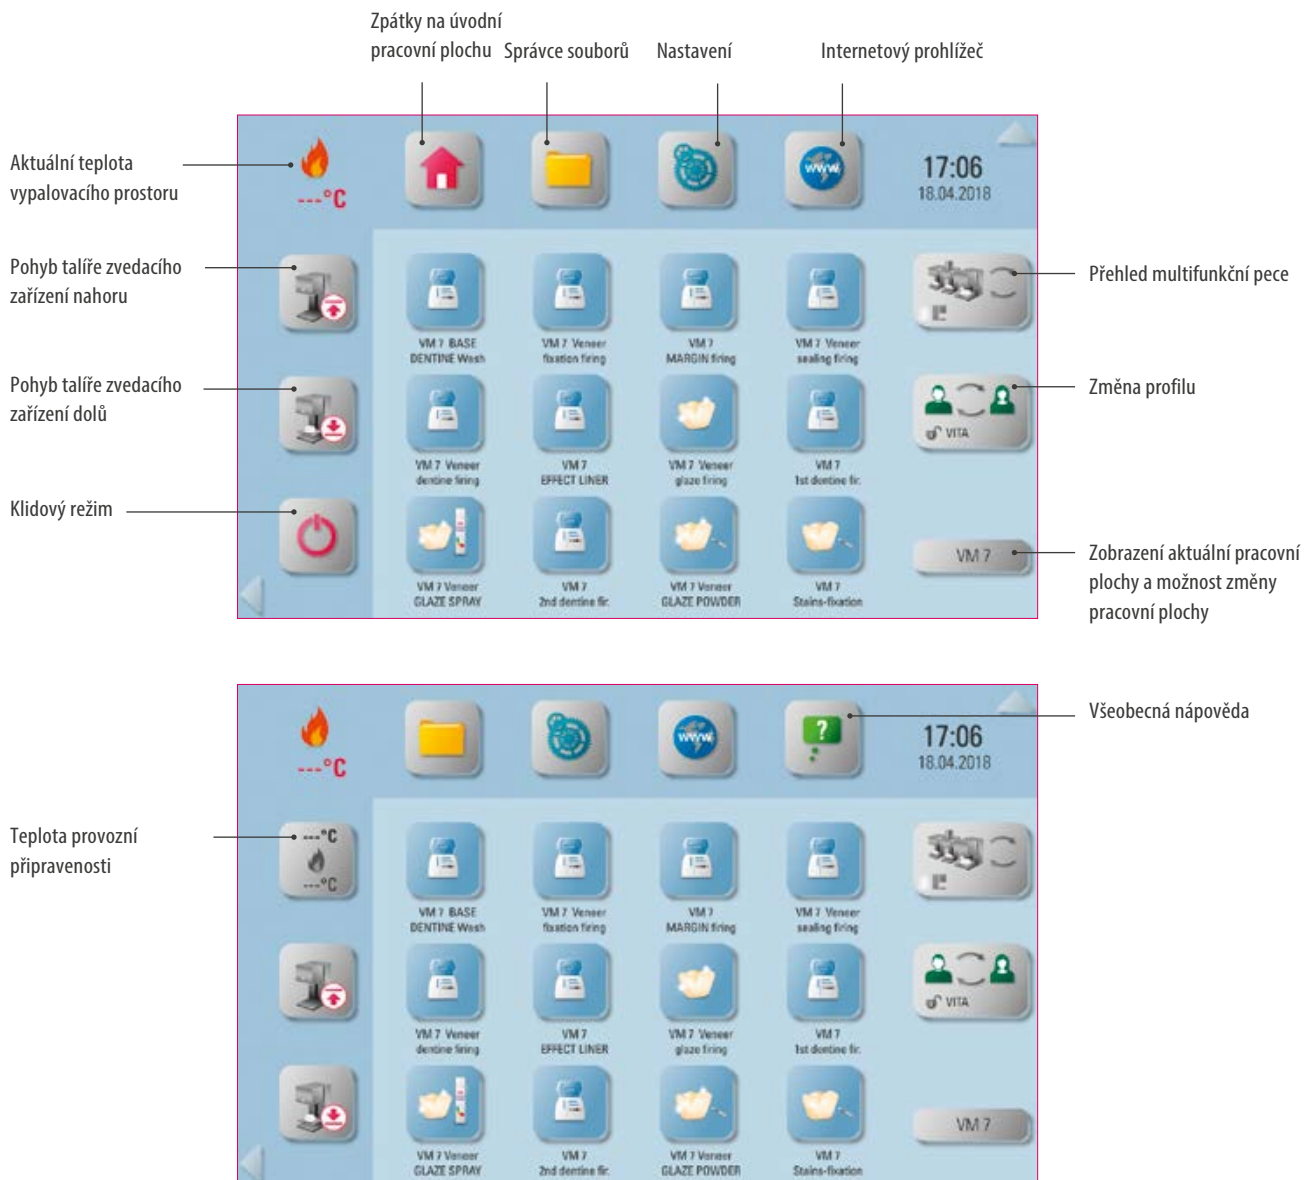 Zpátky na úvodní
pracovní plochu
Správce souborů
Nastavení
Internetový prohlížeč
Aktuální teplota
vypalovacího prostoru
---°C
www
17:06
18.04.2018
Pohyb talíře zvedacího
zařízení nahoru
VM 7 BASE
DENTINE Wash
VM 7 Veneer
fixation firing
VM 7
MARGIN firing
VM 7 Veneer
sealing firing
Přehled multifunkční pece
Pohyb talíře zvedacího
zařízení dolů
VM 7 Veneer
dentine firing
VM 7
EFFECT LINER
VM 7 Veneer
glaze firing
VM 7
1st dentine fir.
VITA
Změna profilu
Klidový režim
VM 7 Veneer
GLAZE SPRAY
VM 7
2nd dentine fir.
VM 7 Veneer
GLAZE POWDER
VM 7
Stains-fixation
VM 7
Zobrazení aktuální pracovní
plochy a možnost změny
pracovní plochy
---°C
www
?
17:06
18.04.2018
Všeobecná nápověda
Teplota provozní
připravenosti
---°C
---°C
VM 7 BASE
DENTINE Wash
VM 7 Veneer
fixation firing
VM 7
MARGIN firing
VM 7 Veneer
sealing firing
VM 7 Veneer
dentine firing
VM 7
EFFECT LINER
VM 7 Veneer
glaze firing
VM 7
1st dentine fir.
VITA
VM 7 Veneer
GLAZE SPRAY
VM 7
2nd dentine fir.
VM 7 Veneer
GLAZE POWDER
VM 7
Stains-fixation
VM 7